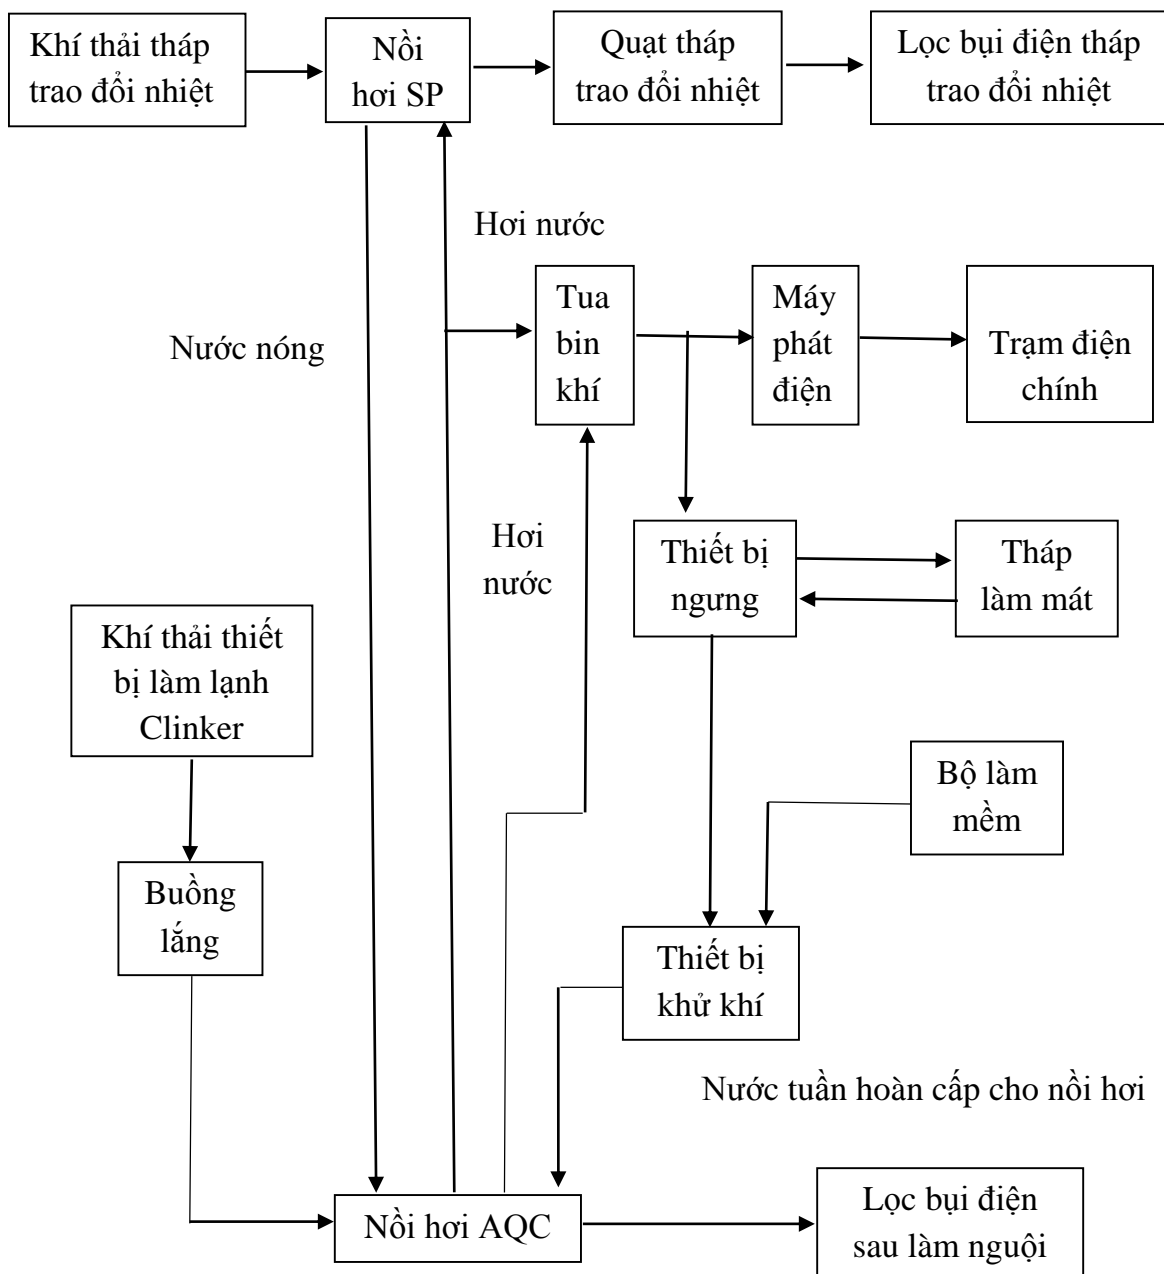 Khí thải tháp
trao đổi nhiệt
Nồi
hơi SP
Quạt tháp
trao đổi nhiệt
Lọc bụi điện tháp
trao đổi nhiệt
Hơi nước
Nước nóng
Tua
bin
khí
Máy
phát
điện
Trạm điện
chính
Hơi
nước
Thiết bị
ngưng
Tháp
làm mát
Khí thải thiết
bị làm lạnh
Clinker
Bộ làm
mềm
Buồng
lắng
Thiết bị
khử khí
Nước tuần hoàn cấp cho nồi hơi
Nồi hơi AQC
Lọc bụi điện
sau làm nguội